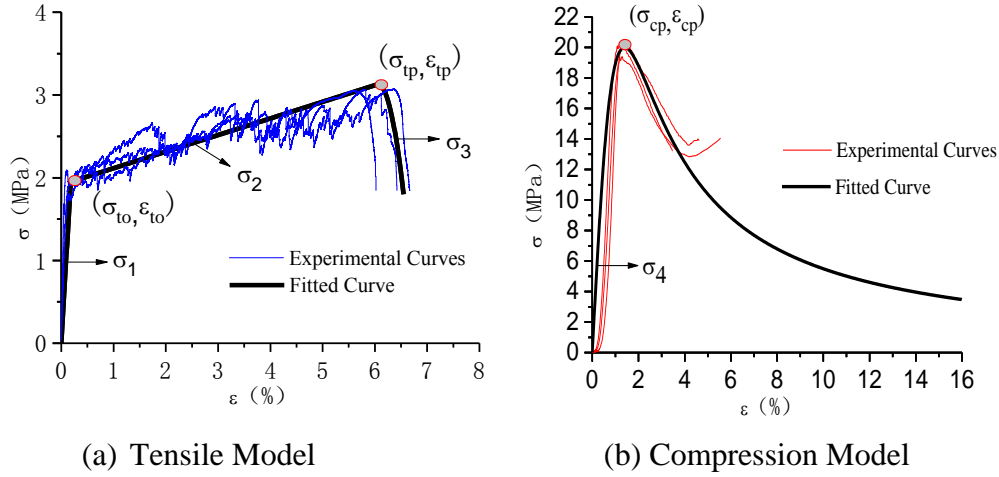 4
3
2
1
0
σ (MPa)
(σtp,εtp)
σ3
σ2
(σto,εto)
σ1
Experimental Curves
Fitted Curve
0 1 2 3 4 5 6 7 8
ε (%)
(a) Tensile Model
(σcp,εcp)
22
20
18
16
14
12
10
8
6
4
2
0
σ (MPa)
Experimental Curves
Fitted Curve
σ4
0 2 4 6 8 10 12 14 16
ε (%)
(b) Compression Model